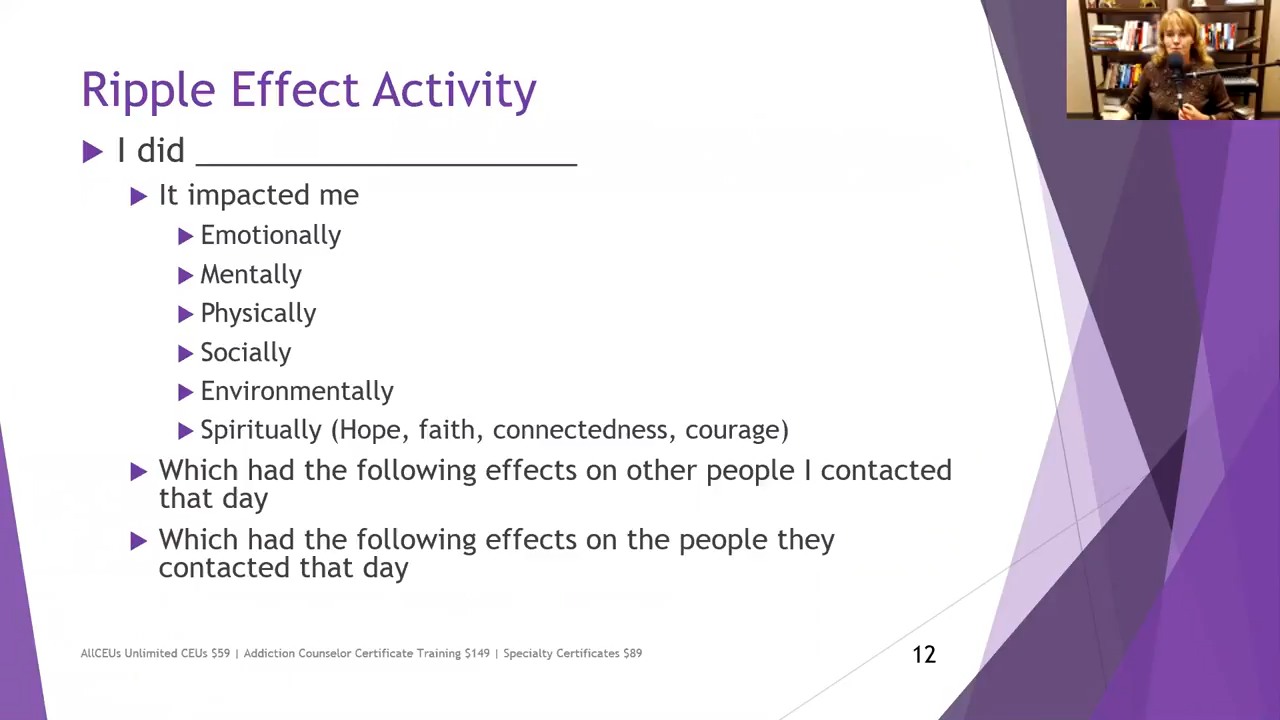 Ripple Effect Activity
I did ______________________
It impacted me
Emotionally
Mentally
Physically
Socially
Environmentally
Spiritually (Hope, faith, connectedness, courage)
Which had the following effects on other people I contacted
that day
Which had the following effects on the people they
contacted that day
AllCEUs Unlimited CEUs $59 | Addiction Counselor Certificate Training $149 | Specialty Certificates $89
12